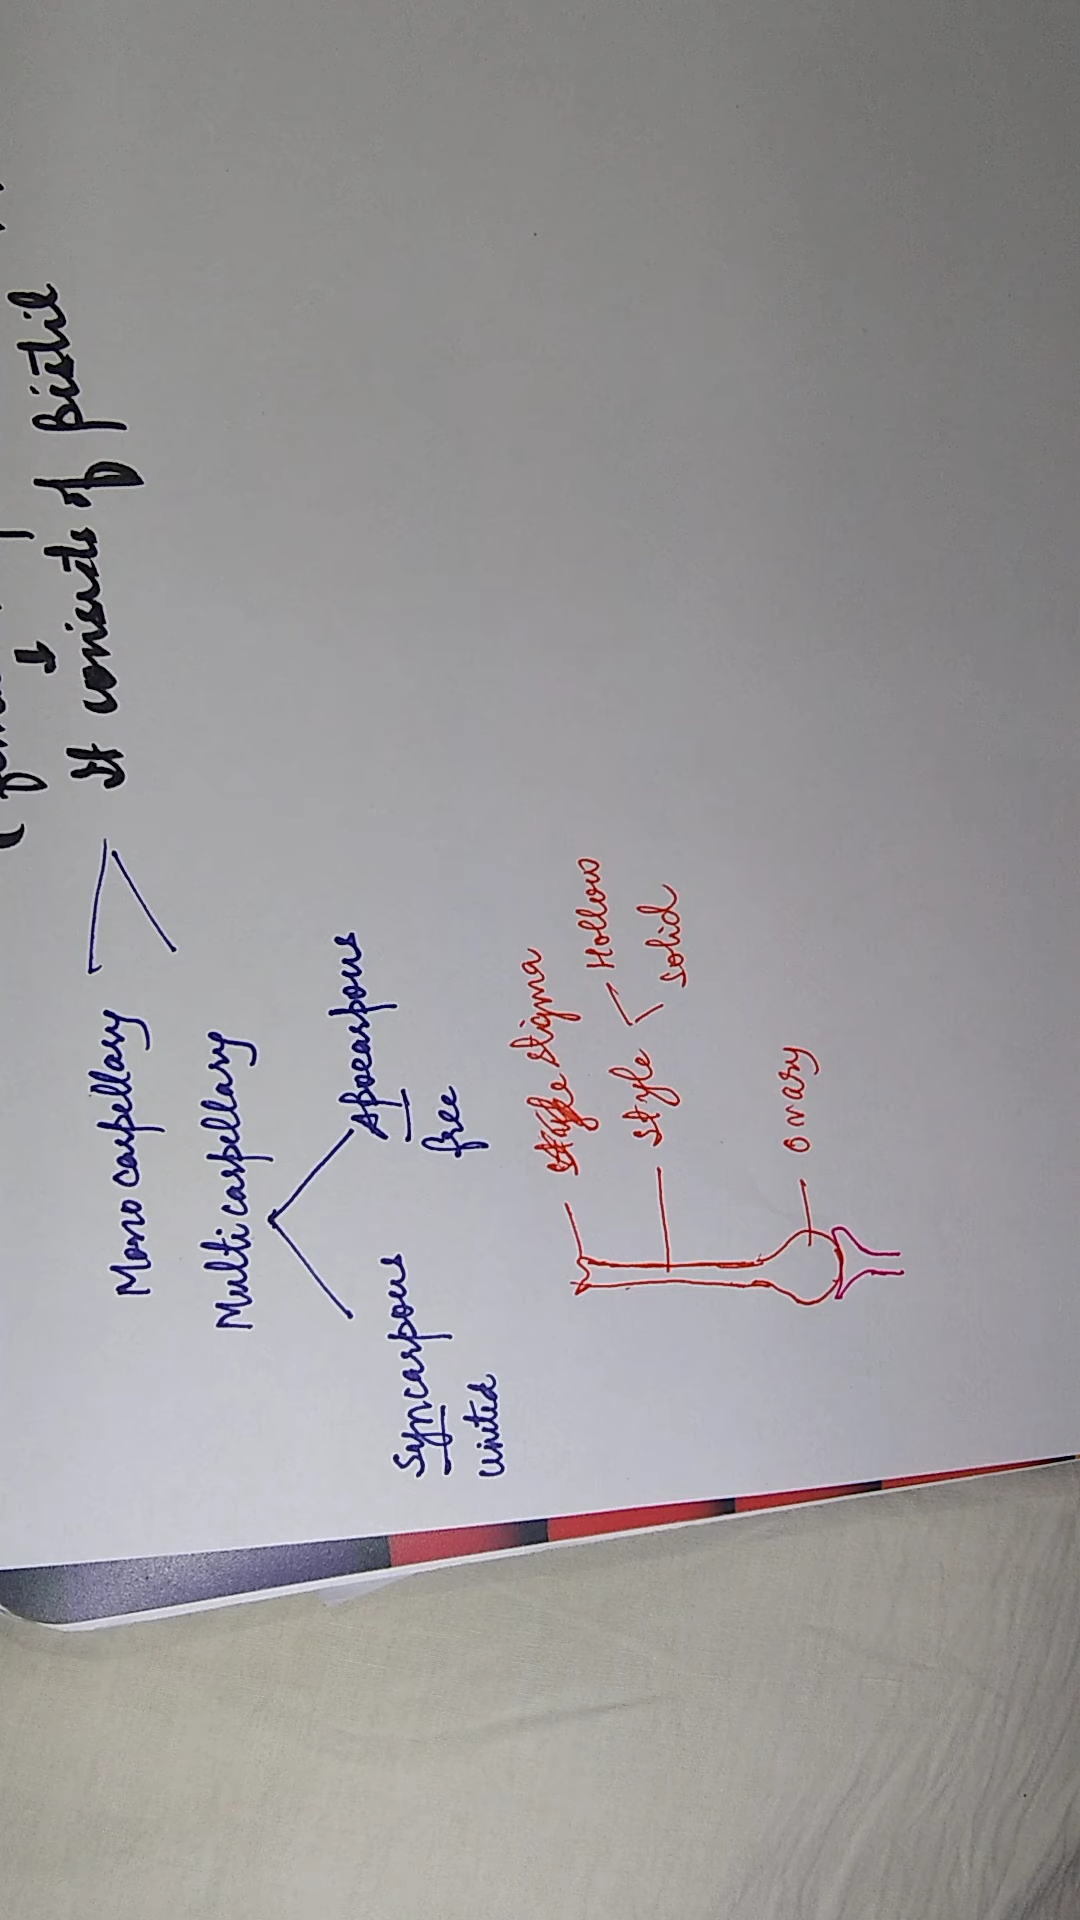 It consists of pistil
Mono carpellary
Multi carpellary
Syncarpous Apocarpous
united free
stigma
style Hollow
solid
ovary